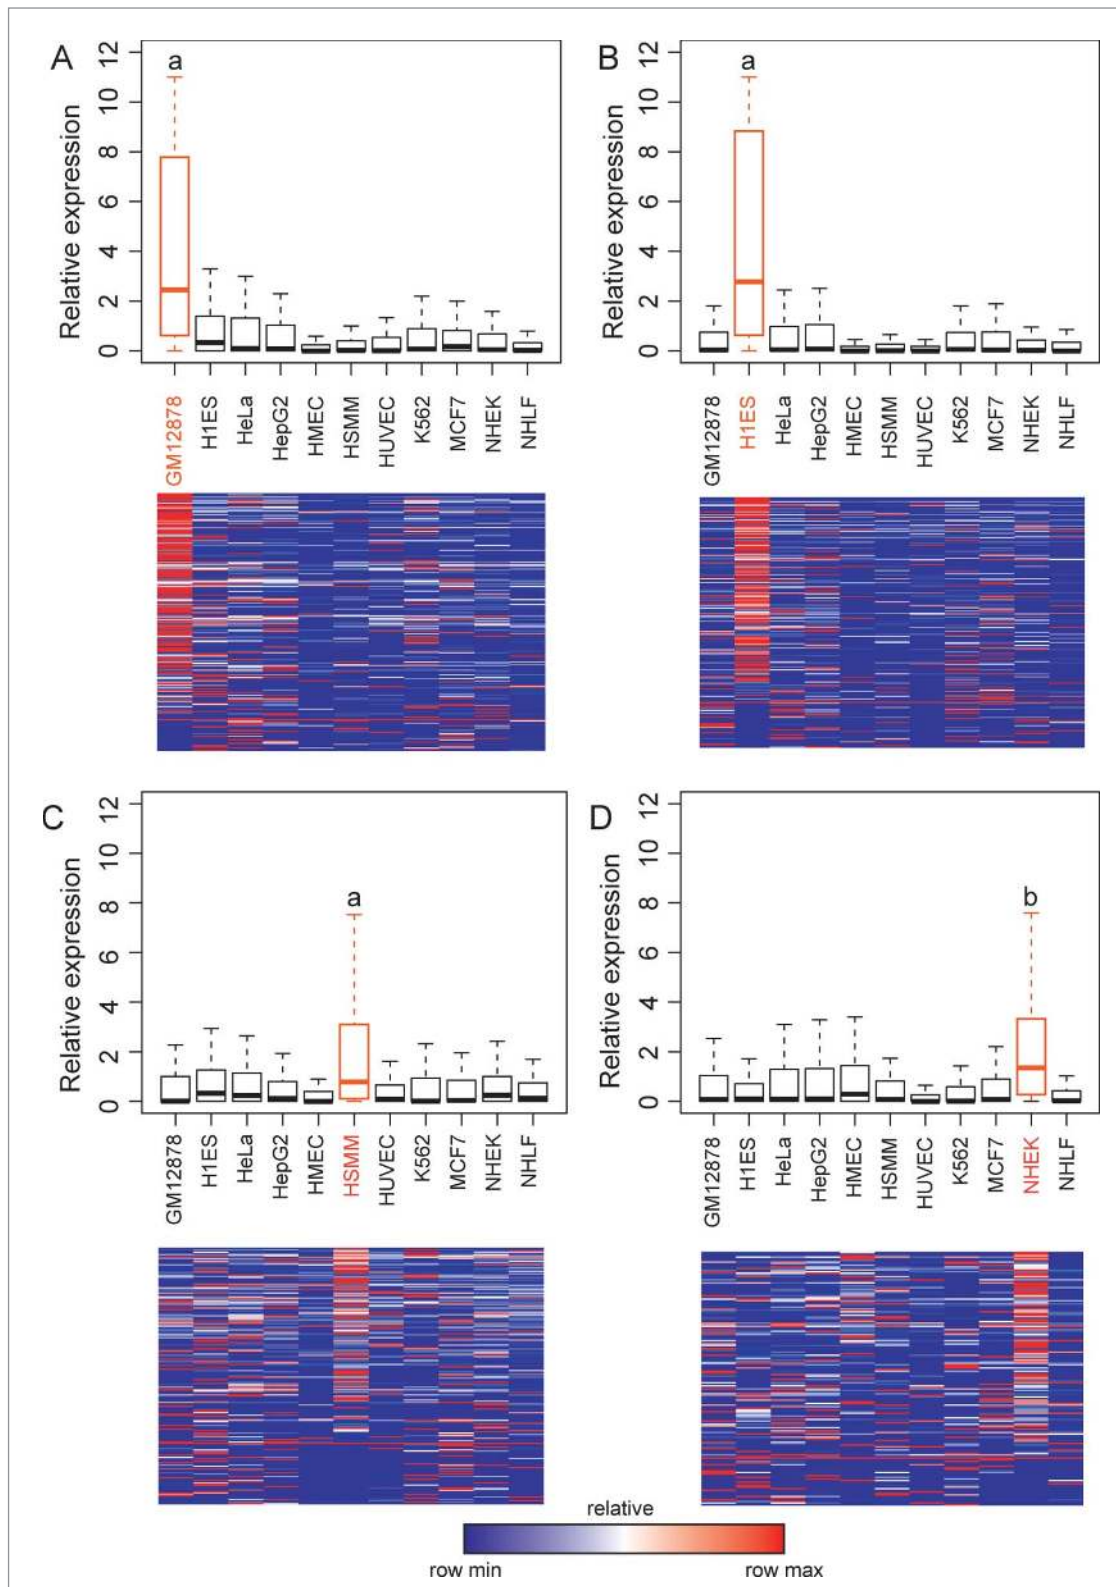 A
Relative expression
12
10
8
6
4
2
0
a
GM12878
H1ES
HeLa
HepG2
HMEC
HSMM
HUVEC
K562
MCF7
NHEK
NHLF
B
Relative expression
12
10
8
6
4
2
0
a
GM12878
H1ES
HeLa
HepG2
HMEC
HSMM
HUVEC
K562
MCF7
NHEK
NHLF
C
Relative expression
12
10
8
6
4
2
0
a
GM12878
H1ES
HeLa
HepG2
HMEC
HSMM
HUVEC
K562
MCF7
NHEK
NHLF
D
Relative expression
12
10
8
6
4
2
0
b
GM12878
H1ES
HeLa
HepG2
HMEC
HSMM
HUVEC
K562
MCF7
NHEK
NHLF
relative
row min
row max